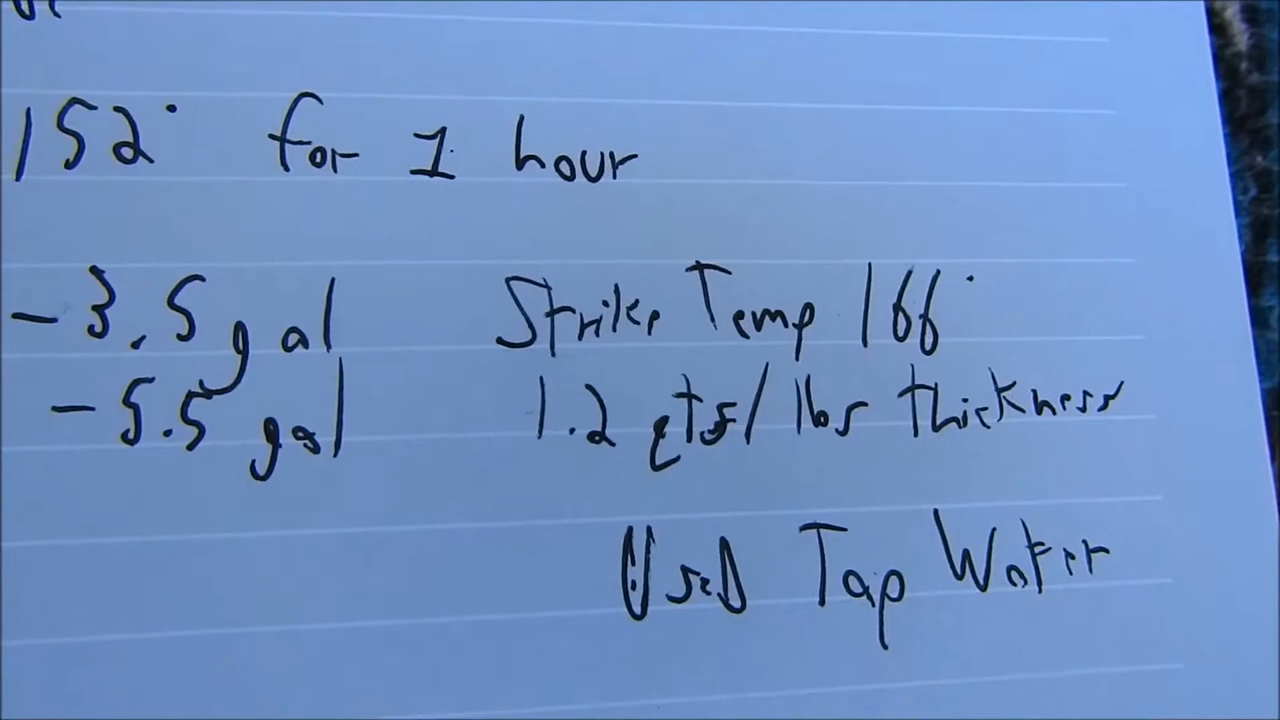 152° for 1 hour
- 3.5 gal Strike Temp 166°
- 5.5 gal 1.2 qts/lbs thickness
Used Tap Water